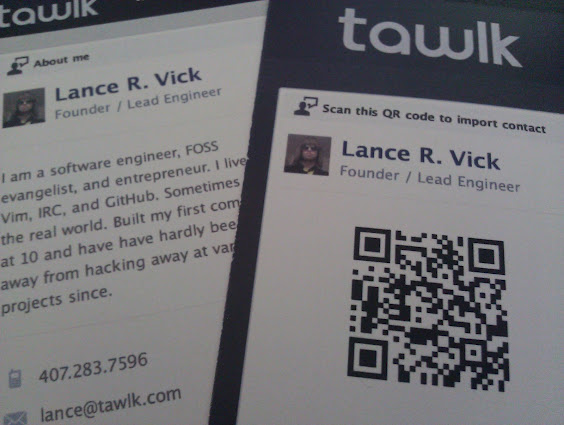 tawlk
About me
Lance R. Vick
Founder / Lead Engineer
I am a software engineer, FOSS
evangelist, and entrepreneur. I live
Vim, IRC, and GitHub. Sometimes
the real world. Built my first com
at 10 and have have hardly bee
away from hacking away at var
projects since.
407.283.7596
lance@tawlk.com
tawlk
Scan this QR code to import contact
Lance R. Vick
Founder / Lead Engineer